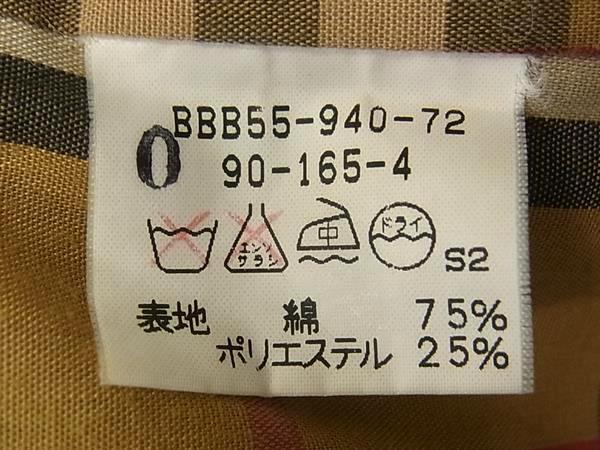 BBB55-940-72
0 90-165-4
エンソ
サラシ
中
ドライ
S2
表地 綿 75%
ポリエステル 25%